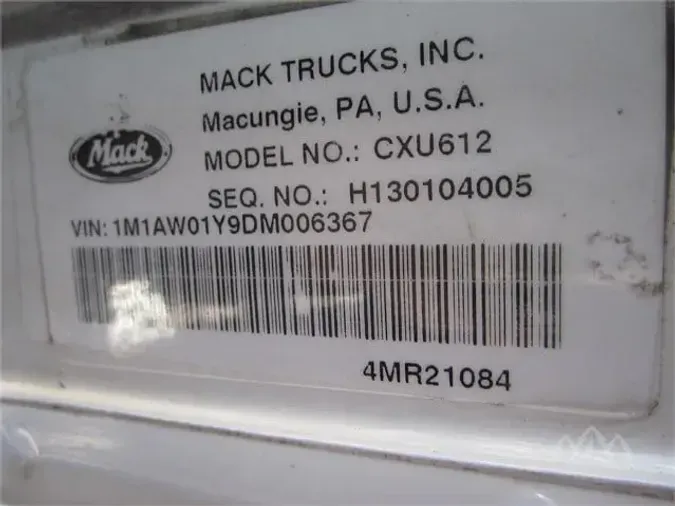 MACK TRUCKS, INC.
Macungie, PA, U.S.A.
Mack
MODEL NO.: CXU612
SEQ. NO.: H130104005
VIN: 1M1AW01Y9DM006367
4MR21084